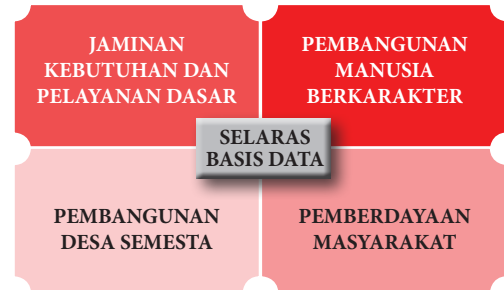 JAMINAN
KEBUTUHAN DAN
PELAYANAN DASAR
PEMBANGUNAN
MANUSIA
BERKARAKTER
SELARAS
BASIS DATA
PEMBANGUNAN
DESA SEMESTA
PEMBERDAYAAN
MASYARAKAT